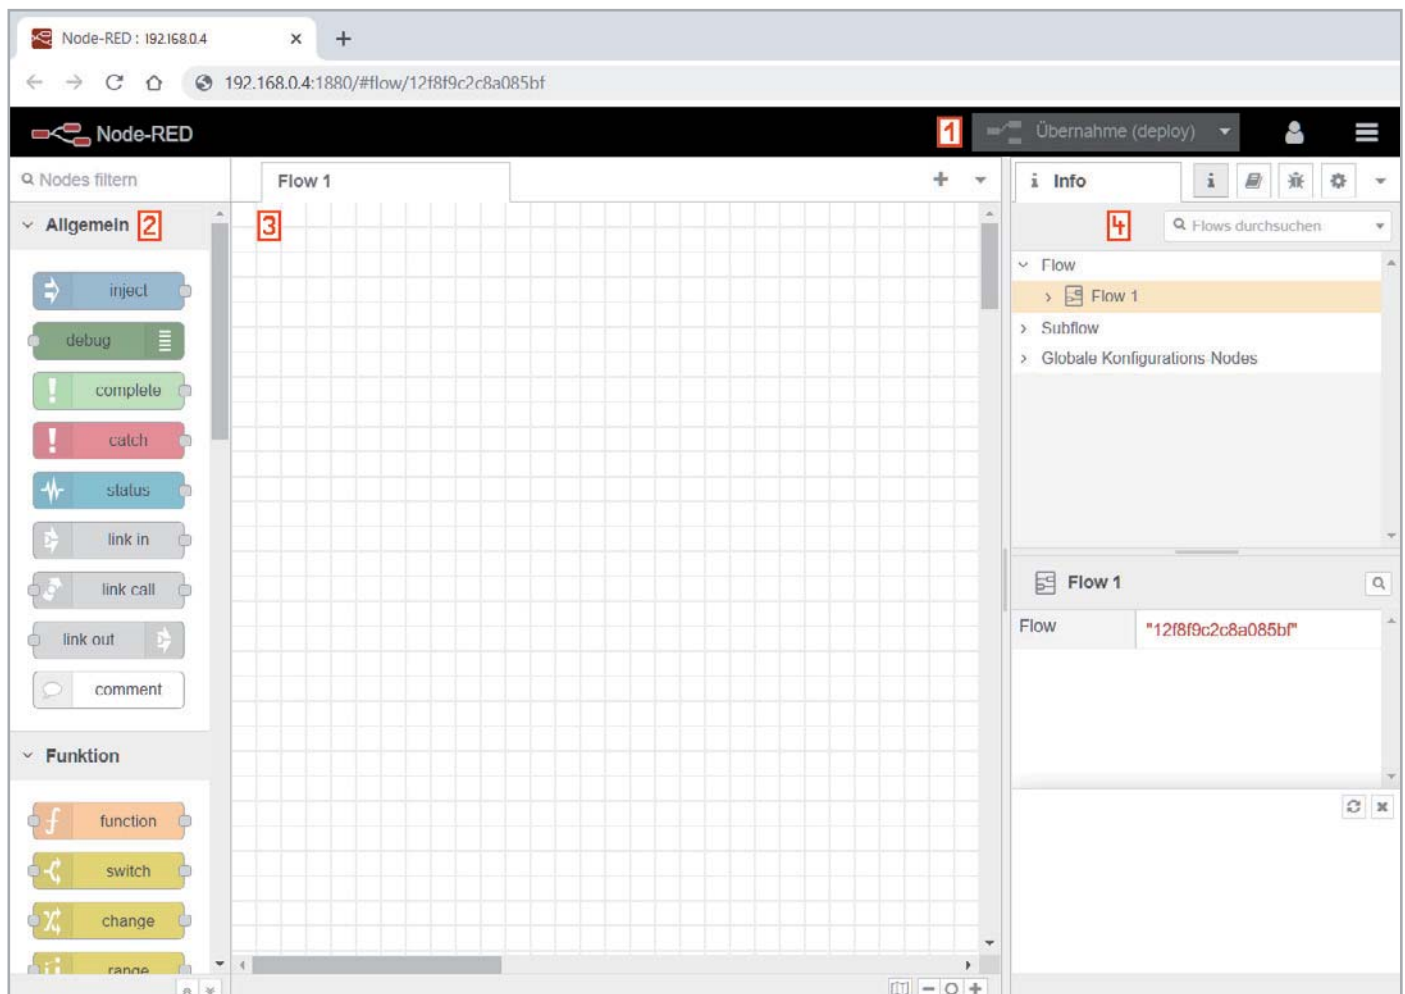 Node-RED : 192.168.0.4
192.168.0.4:1880/#flow/12f8f9c2c8a085bf
Node-RED
1
Übernahme (deploy)
Nodes filtern
Flow 1
i Info
i
Allgemein 2
3
4
Flows durchsuchen
inject
debug
complete
catch
status
link in
link call
link out
comment
Funktion
function
switch
change
range
Flow
Flow 1
Subflow
Globale Konfigurations-Nodes
Flow 1
Flow "12f8f9c2c8a085bf"